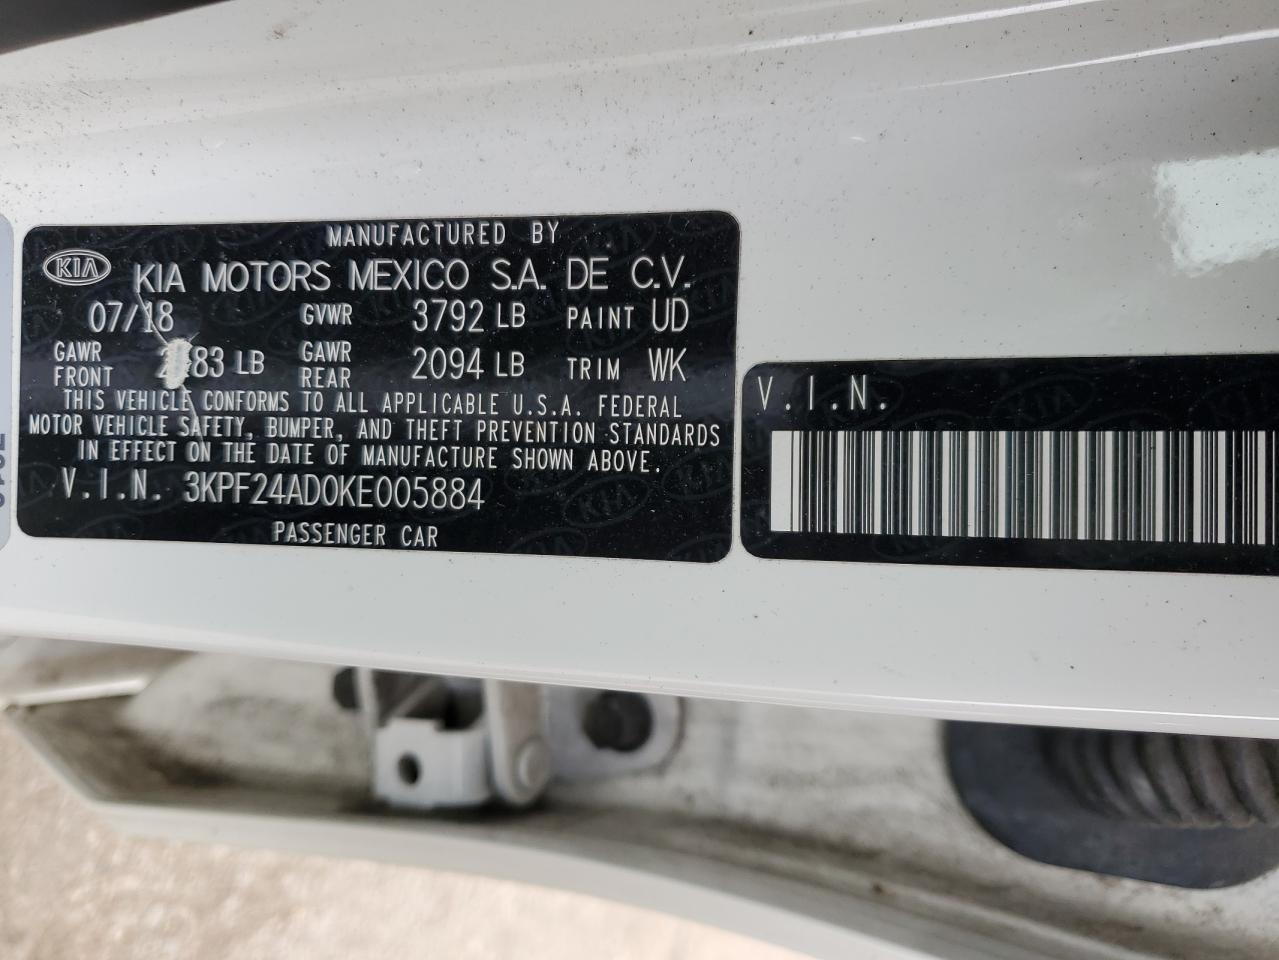 MANUFACTURED BY
KIA KIA MOTORS MEXICO S.A. DE C.V.
07/18 GVWR 3792 LB PAINT UD
GAWR FRONT LB GAWR REAR 2094 LB TRIM WK
THIS VEHICLE CONFORMS TO ALL APPLICABLE U.S.A. FEDERAL
MOTOR VEHICLE SAFETY, BUMPER, AND THEFT PREVENTION STANDARDS
IN EFFECT ON THE DATE OF MANUFACTURE SHOWN ABOVE.
V.I.N. 3KPF24AD0KE005884
PASSENGER CAR
V.I.N.